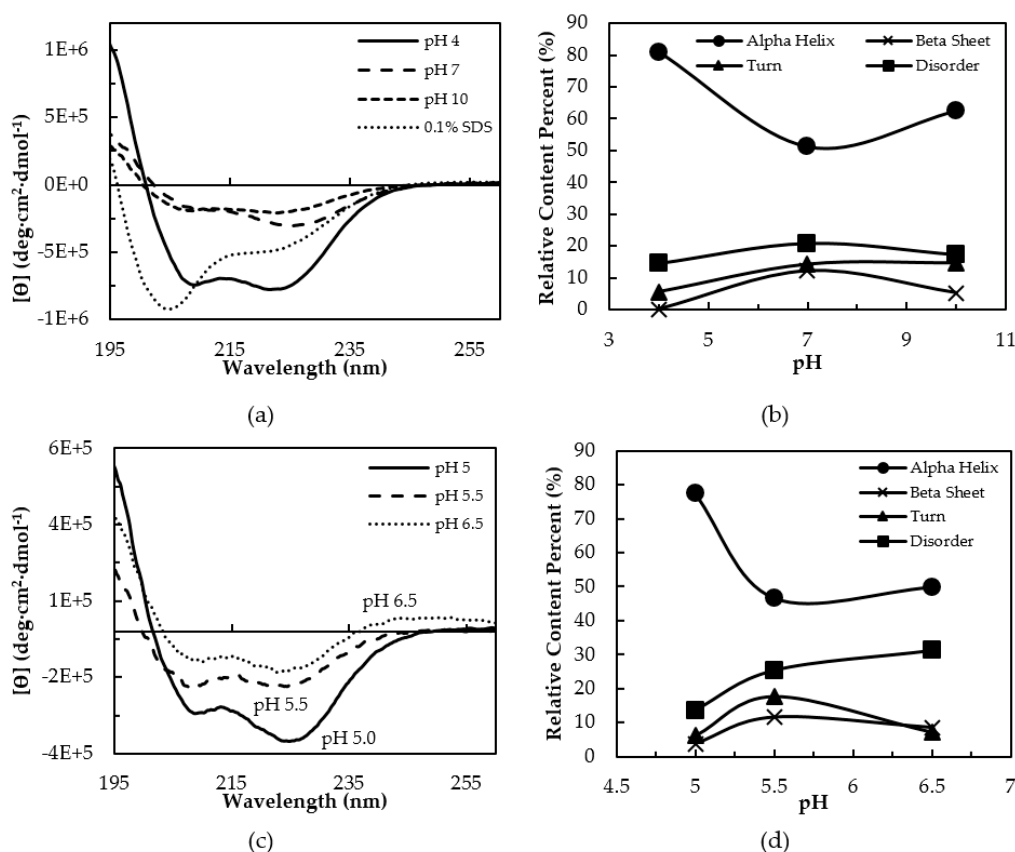 1E+6
5E+5
0E+0
-5E+5
-1E+6
[Θ] (deg·cm²·dmol⁻¹)
pH 4
pH 7
pH 10
0.1% SDS
195 215 235 255
Wavelength (nm)
(a)
90
80
70
60
50
40
30
20
10
0
Relative Content Percent (%)
Alpha Helix Beta Sheet
Turn Disorder
3 5 7 9 11
pH
(b)
6E+5
4E+5
1E+5
-2E+5
-4E+5
[Θ] (deg·cm²·dmol⁻¹)
pH 5
pH 5.5
pH 6.5
pH 6.5
pH 5.5
pH 5.0
195 215 235 255
Wavelength (nm)
(c)
90
80
70
60
50
40
30
20
10
0
Relative Content Percent (%)
Alpha Helix
Beta Sheet
Turn
Disorder
4.5 5 5.5 6 6.5 7
pH
(d)